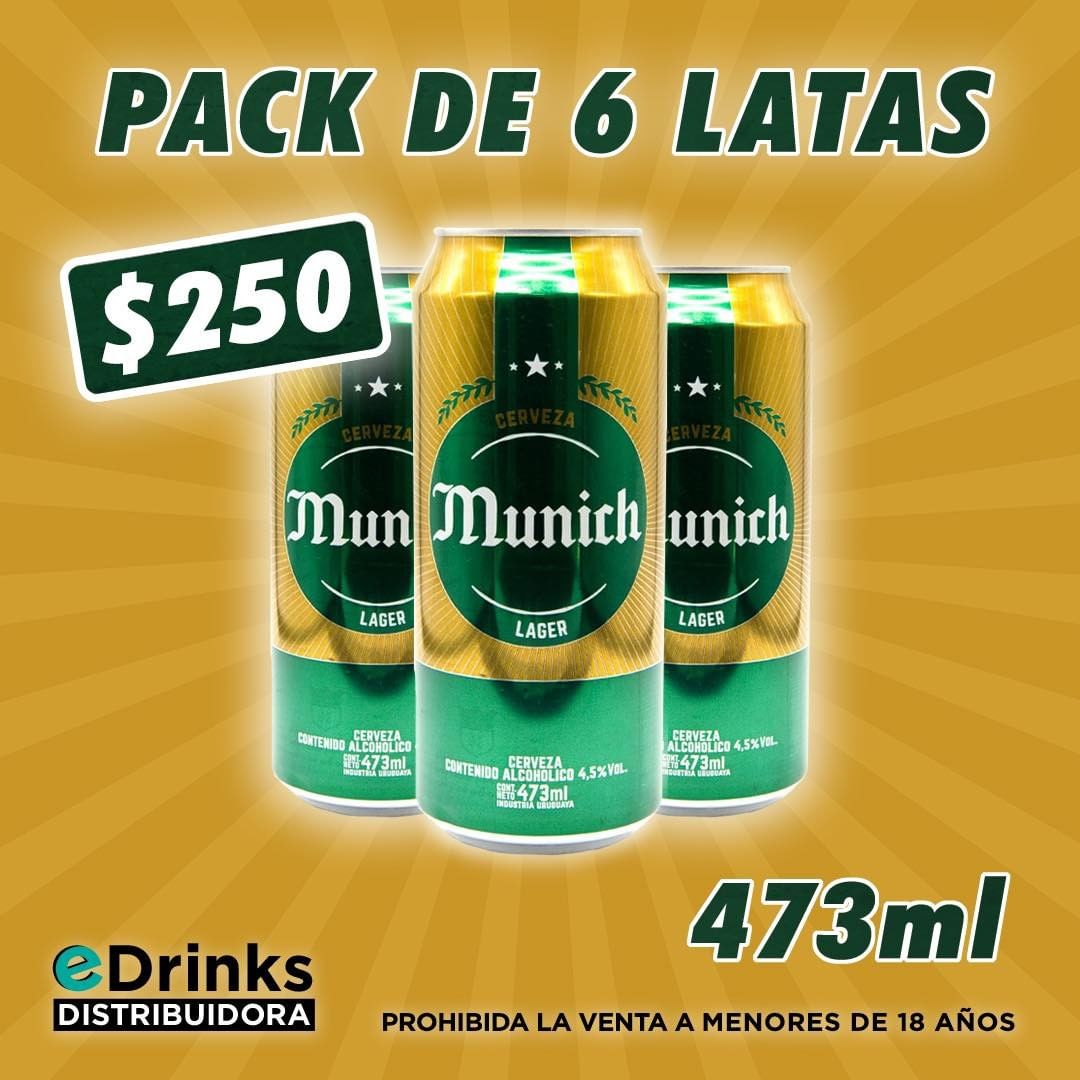 PACK DE 6 LATAS
$250
CERVEZA
Munich
LAGER
CERVEZA
CONTENIDO ALCOHOLICO 4,5% VOL.
CONT. NETO 473ml
INDUSTRIA URUGUAYA
CERVEZA
Mun
LAGER
CERVEZA
CONTENIDO ALCOHOLICO
CONT. NETO 473ml
INDUSTRIA URUGUAYA
CERVEZA
unich
LAGER
CERVEZA
ALCOHOLICO 4,5% VOL.
NETO 473ml
INDUSTRIA URUGUAYA
473ml
eDrinks
DISTRIBUIDORA
PROHIBIDA LA VENTA A MENORES DE 18 AÑOS